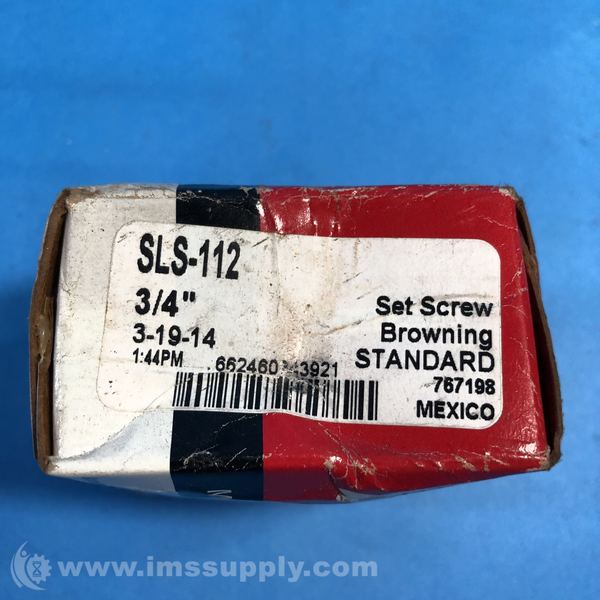 SLS-112
3/4"
3-19-14
1:44PM
Set Screw
Browning
STANDARD
767198
MEXICO
www.imssupply.com